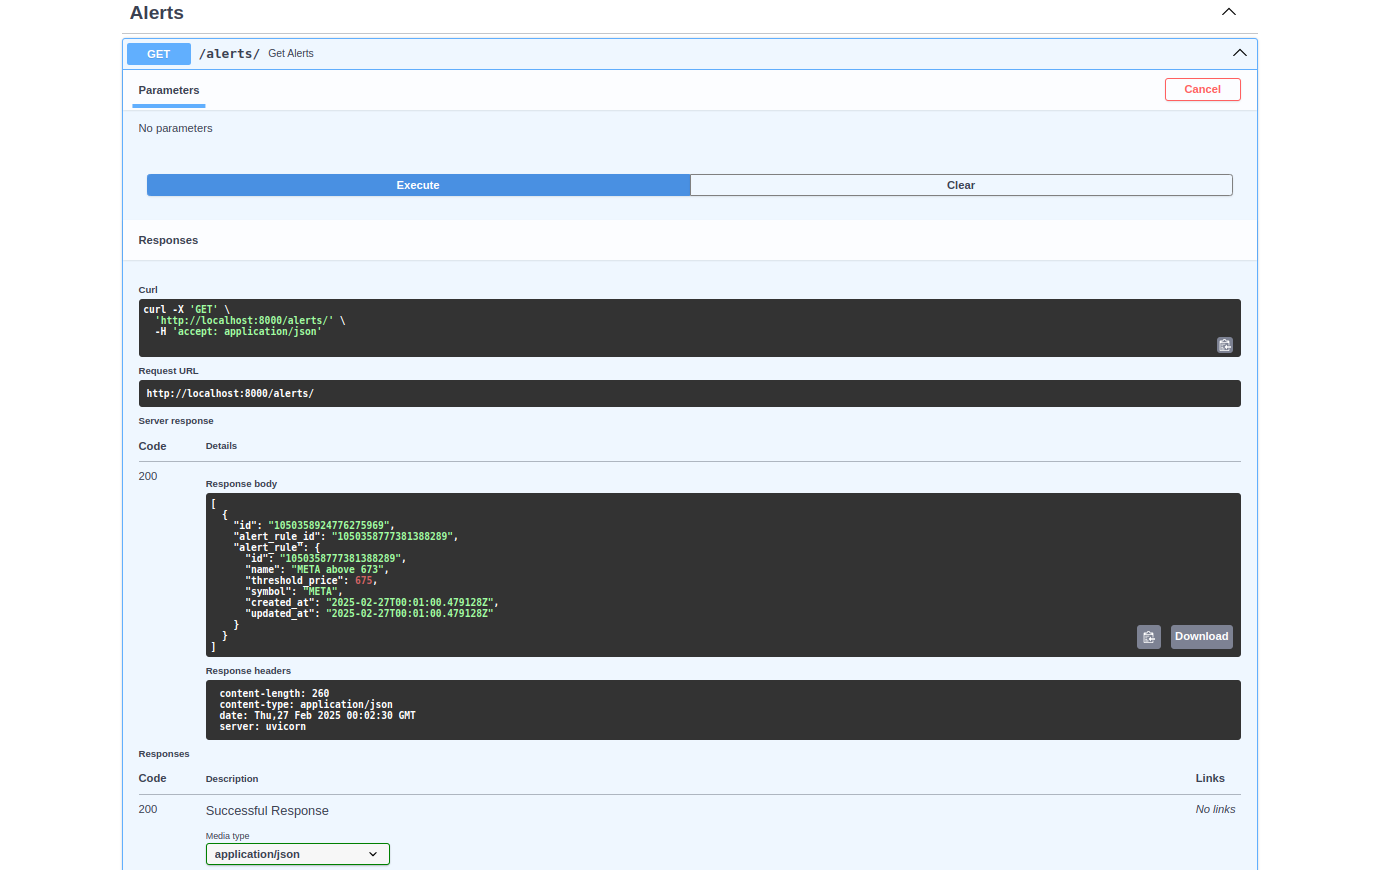 Alerts
GET /alerts/ Get Alerts
Parameters Cancel
No parameters
Execute Clear
Responses
Curl
curl -X 'GET' \
  'http://localhost:8000/alerts/' \
  -H 'accept: application/json'
Request URL
http://localhost:8000/alerts/
Server response
Code Details
200
Response body
[
  {
    "id": "1050358924776275969",
    "alert_rule_id": "1050358777381388289",
    "alert_rule": {
      "id": "1050358777381388289",
      "name": "META above 673",
      "threshold_price": 675,
      "symbol": "META",
      "created_at": "2025-02-27T00:01:00.479128Z",
      "updated_at": "2025-02-27T00:01:00.479128Z"
    }
  }
]
Download
Response headers
content-length: 260
content-type: application/json
date: Thu,27 Feb 2025 00:02:30 GMT
server: uvicorn
Responses
Code Description Links
200 Successful Response No links
Media type
application/json